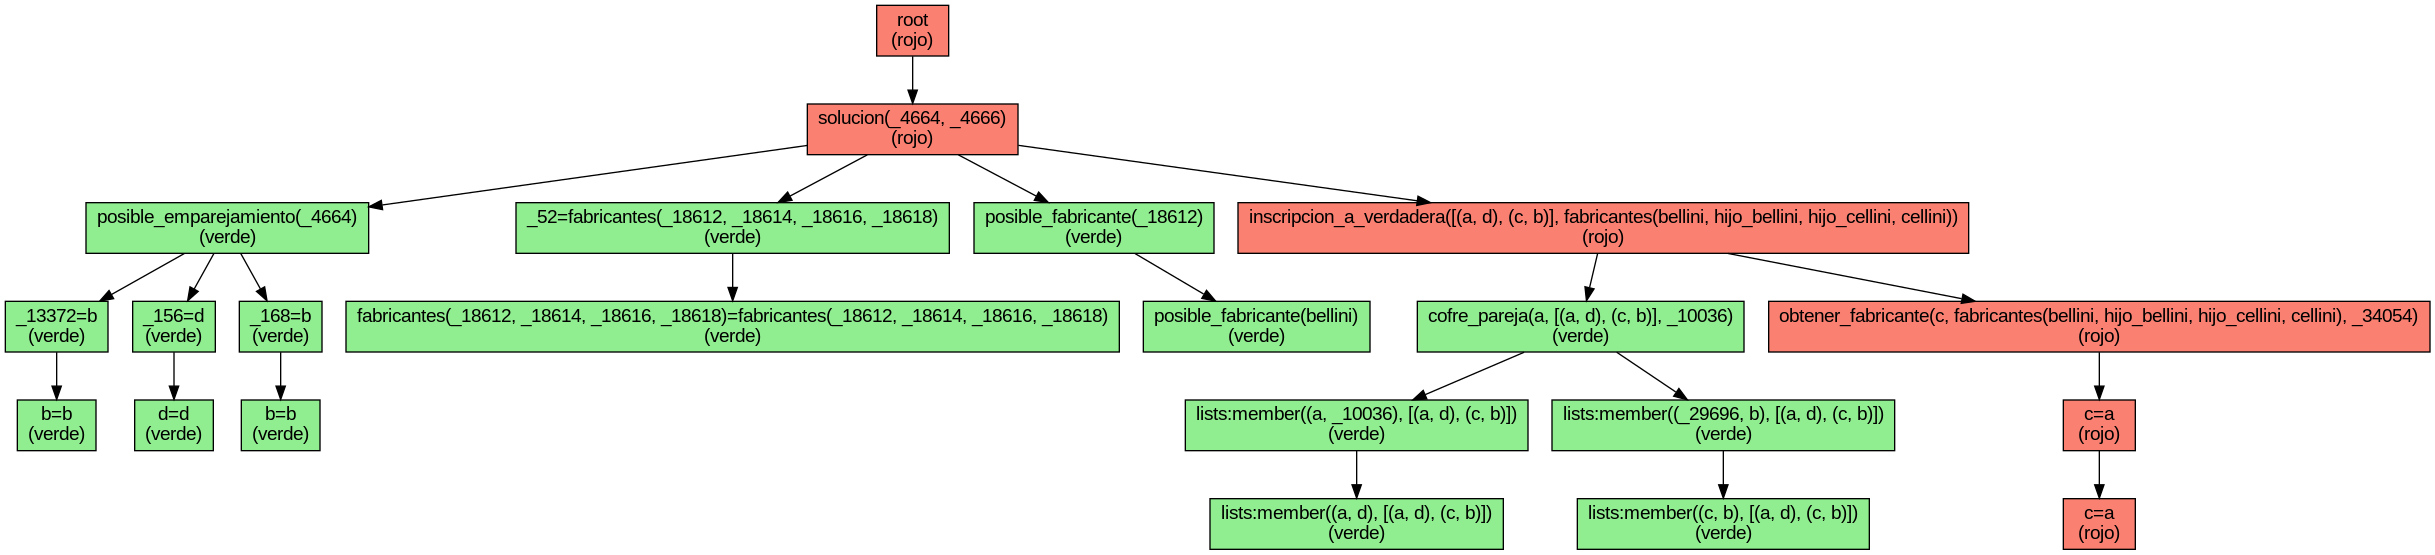 root
(rojo)
solucion(_4664, _4666)
(rojo)
posible_emparejamiento(_4664)
(verde)
_52=fabricantes(_18612, _18614, _18616, _18618)
(verde)
posible_fabricante(_18612)
(verde)
inscripcion_a_verdadera([(a, d), (c, b)], fabricantes(bellini, hijo_bellini, hijo_cellini, cellini))
(rojo)
_13372=b
(verde)
_156=d
(verde)
_168=b
(verde)
fabricantes(_18612, _18614, _18616, _18618)=fabricantes(_18612, _18614, _18616, _18618)
(verde)
posible_fabricante(bellini)
(verde)
cofre_pareja(a, [(a, d), (c, b)], _10036)
(verde)
obtener_fabricante(c, fabricantes(bellini, hijo_bellini, hijo_cellini, cellini), _34054)
(rojo)
b=b
(verde)
d=d
(verde)
b=b
(verde)
lists:member((a, _10036), [(a, d), (c, b)])
(verde)
lists:member((_29696, b), [(a, d), (c, b)])
(verde)
c=a
(rojo)
lists:member((a, d), [(a, d), (c, b)])
(verde)
lists:member((c, b), [(a, d), (c, b)])
(verde)
c=a
(rojo)